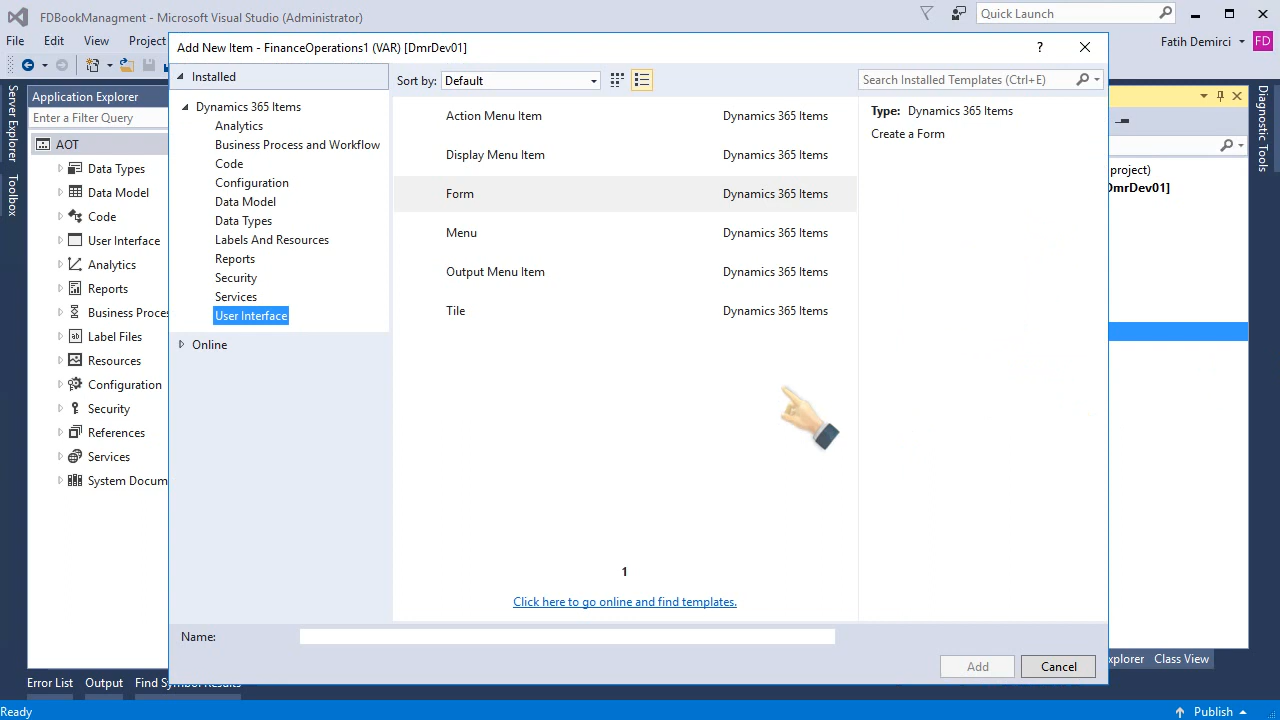 FDBookManagment - Microsoft Visual Studio (Administrator)
Quick Launch
File Edit View Project
Fatih Demirci FD
Add New Item - FinanceOperations1 (VAR) [DmrDev01]
?
Server Explorer
Toolbox
Application Explorer
Enter a Filter Query
AOT
Data Types
Data Model
Code
User Interface
Analytics
Reports
Business Proces
Label Files
Resources
Configuration
Security
References
Services
System Docum
Installed
Dynamics 365 Items
Analytics
Business Process and Workflow
Code
Configuration
Data Model
Data Types
Labels And Resources
Reports
Security
Services
User Interface
Online
Sort by: Default
Search Installed Templates (Ctrl+E)
Action Menu Item Dynamics 365 Items
Display Menu Item Dynamics 365 Items
Form Dynamics 365 Items
Menu Dynamics 365 Items
Output Menu Item Dynamics 365 Items
Tile Dynamics 365 Items
Type: Dynamics 365 Items
Create a Form
1
Click here to go online and find templates.
Name:
Add Cancel
project)
DmrDev01]
Diagnostic Tools
xplorer Class View
Error List Output
Ready
Publish